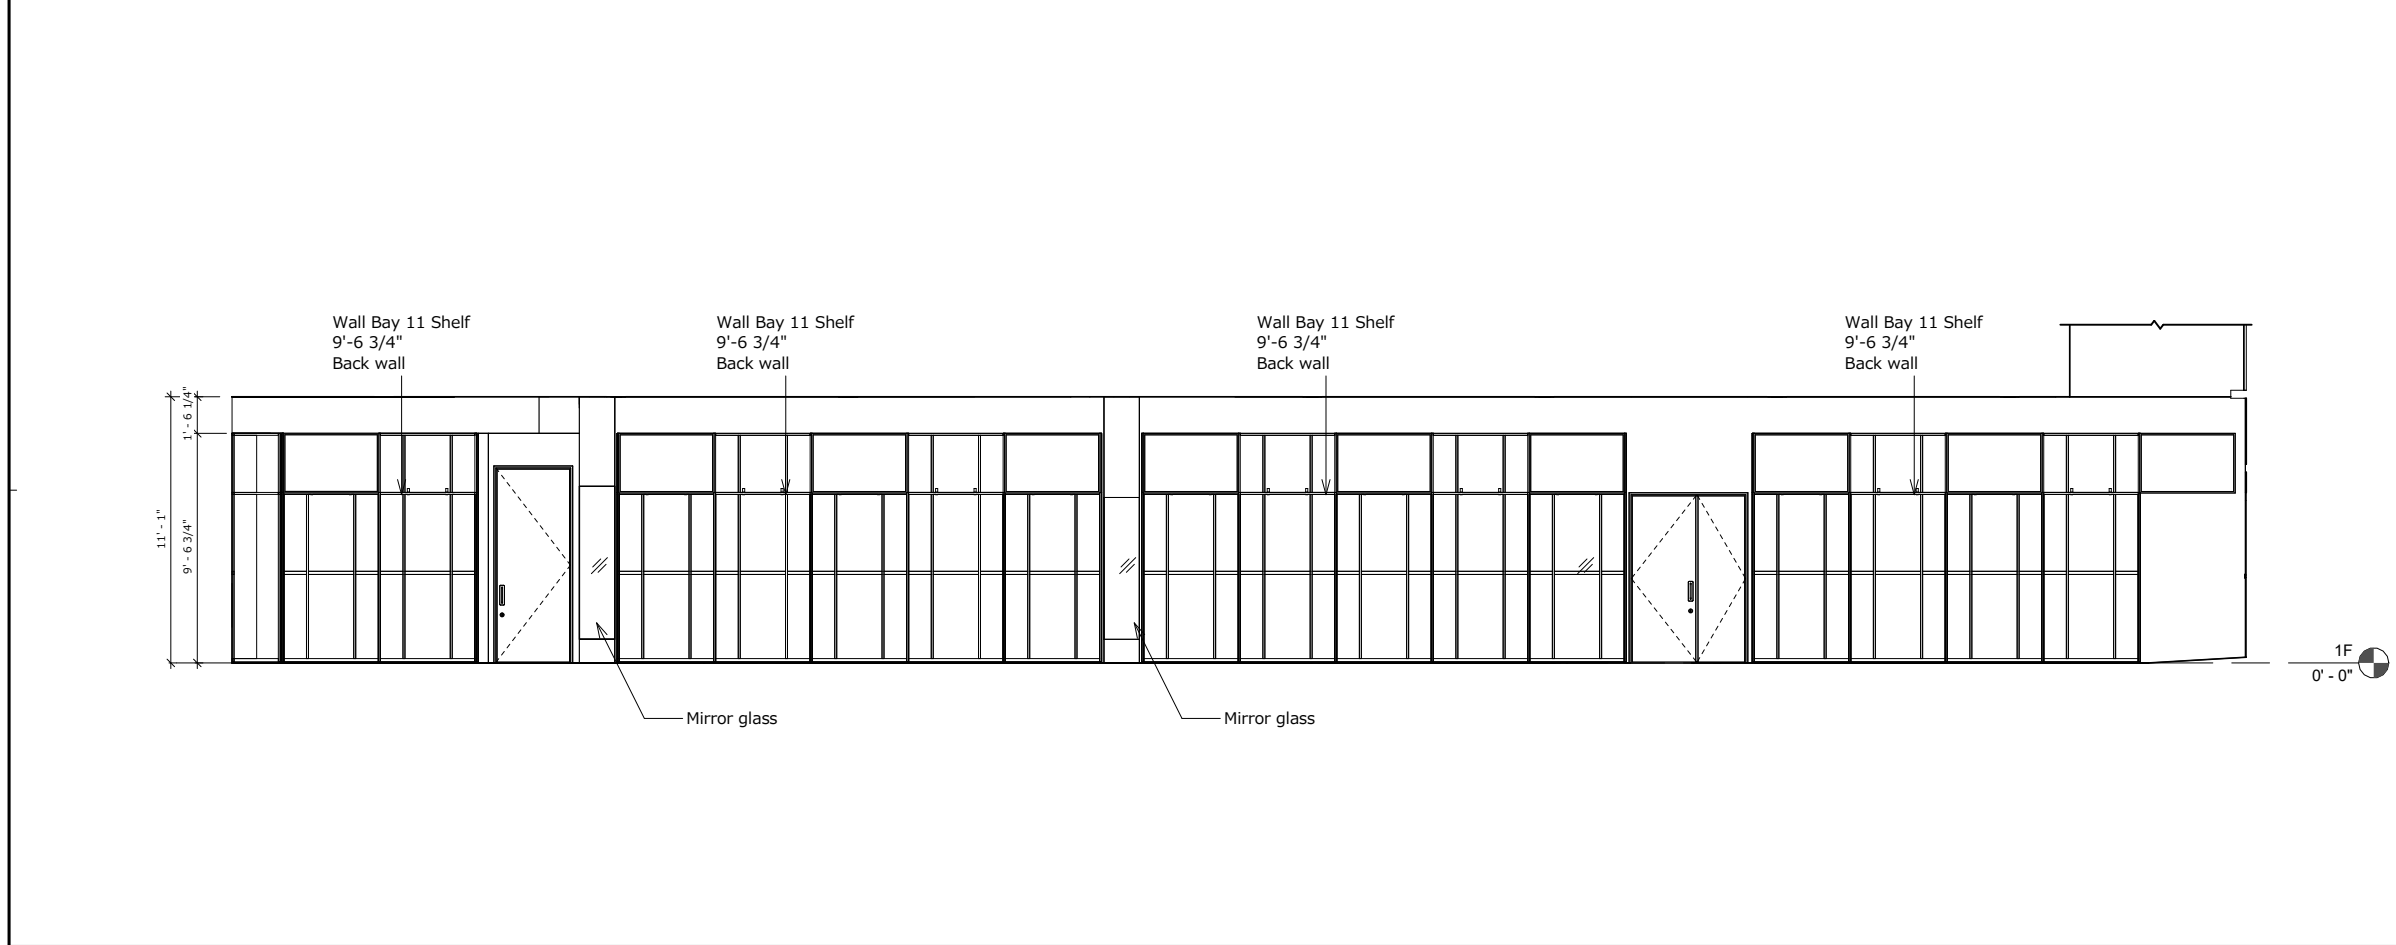 Wall Bay 11 Shelf
9'-6 3/4"
Back wall
Wall Bay 11 Shelf
9'-6 3/4"
Back wall
Wall Bay 11 Shelf
9'-6 3/4"
Back wall
Wall Bay 11 Shelf
9'-6 3/4"
Back wall
1' - 6 1/4"
11' - 1"
9' - 6 3/4"
1F
0' - 0"
Mirror glass
Mirror glass